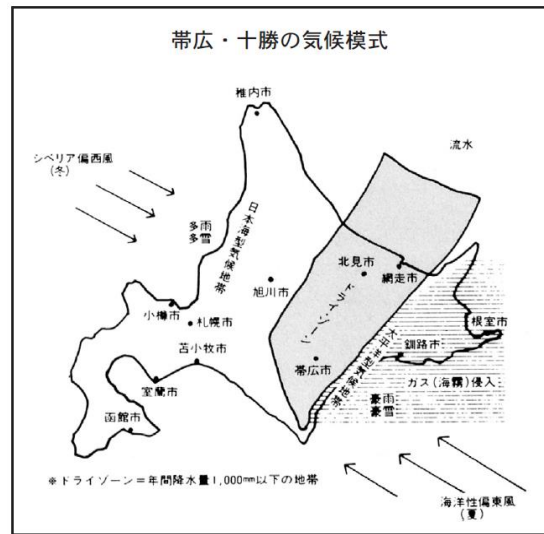 帯広・十勝の気候模式
稚内市
流水
シベリア偏西風
(冬)
多雨
多雪
日本海型気候地帯
北見市
網走市
旭川市
ドライゾーン
小樽市
札幌市
根室市
釧路市
苫小牧市
帯広市
太平洋型気候地帯
ガス(海霧)侵入
室蘭市
豪雨
豪雪
函館市
※ドライゾーン=年間降水量1,000mm以下の地帯
海洋性偏東風
(夏)